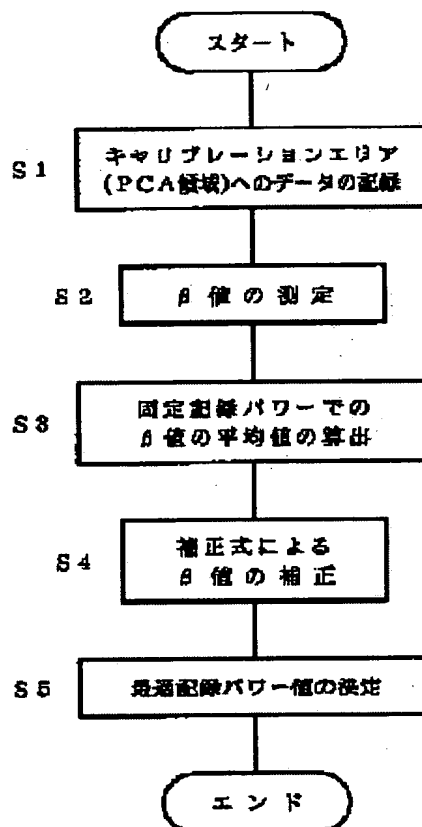 スタート
S1
キャリブレーションエリア
(PCA領域)へのデータの記録
S2
β値の測定
S3
固定記録パワーでの
β値の平均値の算出
S4
補正式による
β値の補正
S5
最適記録パワー値の決定
エンド